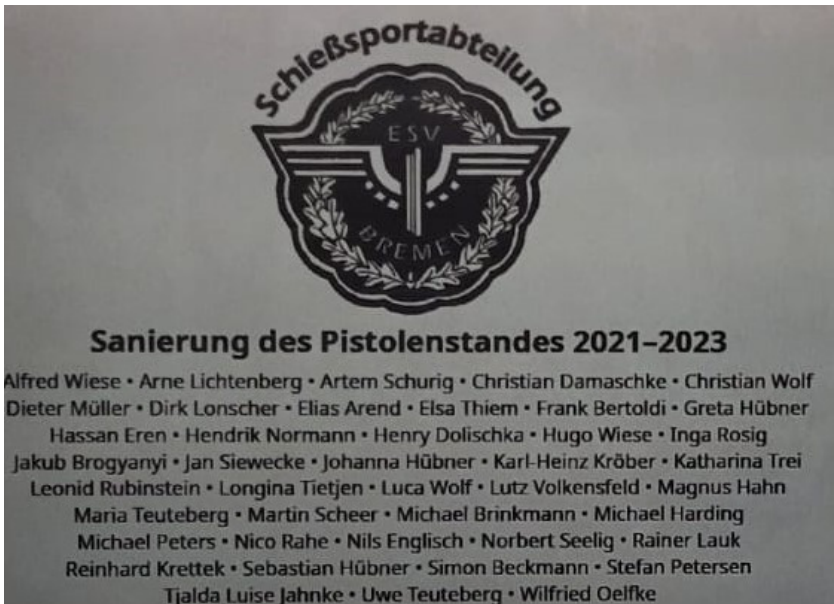 Schießsportabteilung
ESV
BREMEN
Sanierung des Pistolenstandes 2021–2023
Alfred Wiese • Arne Lichtenberg • Artem Schurig • Christian Damaschke • Christian Wolf
Dieter Müller • Dirk Lonscher • Elias Arend • Elsa Thiem • Frank Bertoldi • Greta Hübner
Hassan Eren • Hendrik Normann • Henry Dolischka • Hugo Wiese • Inga Rosig
Jakub Brogyanyi • Jan Siewecke • Johanna Hübner • Karl-Heinz Kröber • Katharina Trei
Leonid Rubinstein • Longina Tietjen • Luca Wolf • Lutz Volkensfeld • Magnus Hahn
Maria Teuteberg • Martin Scheer • Michael Brinkmann • Michael Harding
Michael Peters • Nico Rahe • Nils Englisch • Norbert Seelig • Rainer Lauk
Reinhard Krettek • Sebastian Hübner • Simon Beckmann • Stefan Petersen
Tjalda Luise Jahnke • Uwe Teuteberg • Wilfried Oelfke